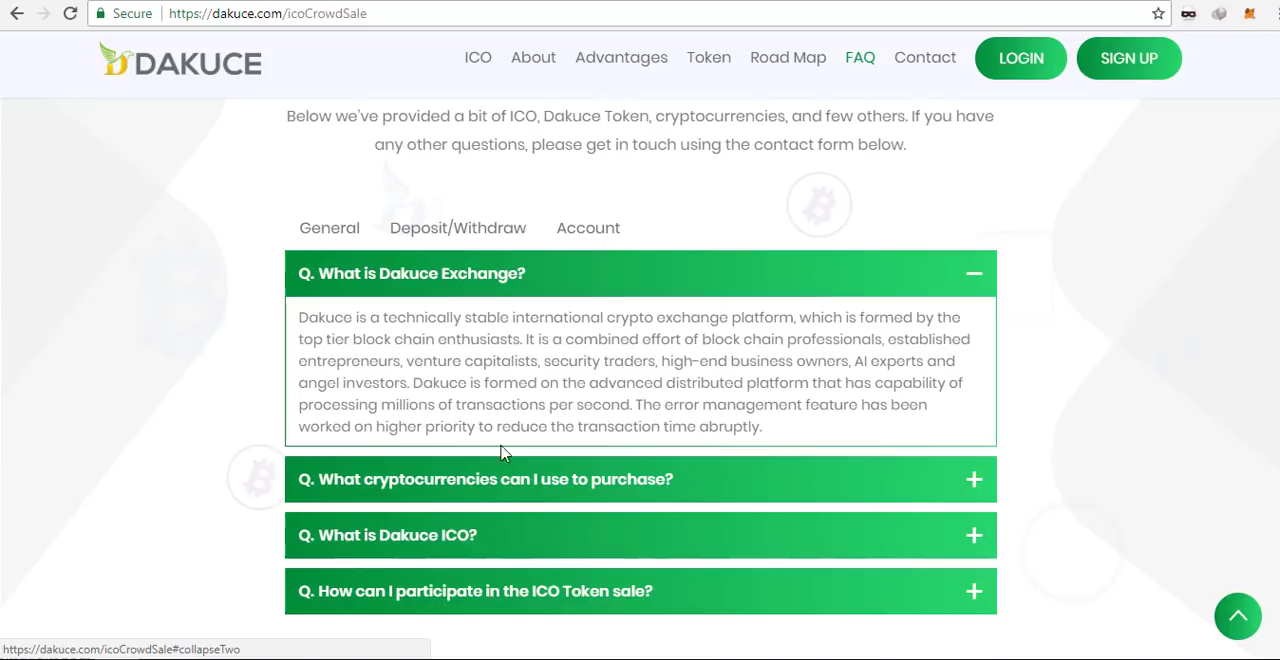 Secure https://dakuce.com/icoCrowdSale
DAKUCE ICO About Advantages Token Road Map FAQ Contact LOGIN SIGN UP
Below we've provided a bit of ICO, Dakuce Token, cryptocurrencies, and few others. If you have
any other questions, please get in touch using the contact form below.
General Deposit/Withdraw Account
Q. What is Dakuce Exchange?
Dakuce is a technically stable international crypto exchange platform, which is formed by the
top tier block chain enthusiasts. It is a combined effort of block chain professionals, established
entrepreneurs, venture capitalists, security traders, high-end business owners, AI experts and
angel investors. Dakuce is formed on the advanced distributed platform that has capability of
processing millions of transactions per second. The error management feature has been
worked on higher priority to reduce the transaction time abruptly.
Q. What cryptocurrencies can I use to purchase?
Q. What is Dakuce ICO?
Q. How can I participate in the ICO Token sale?
https://dakuce.com/icoCrowdSale#collapseTwo